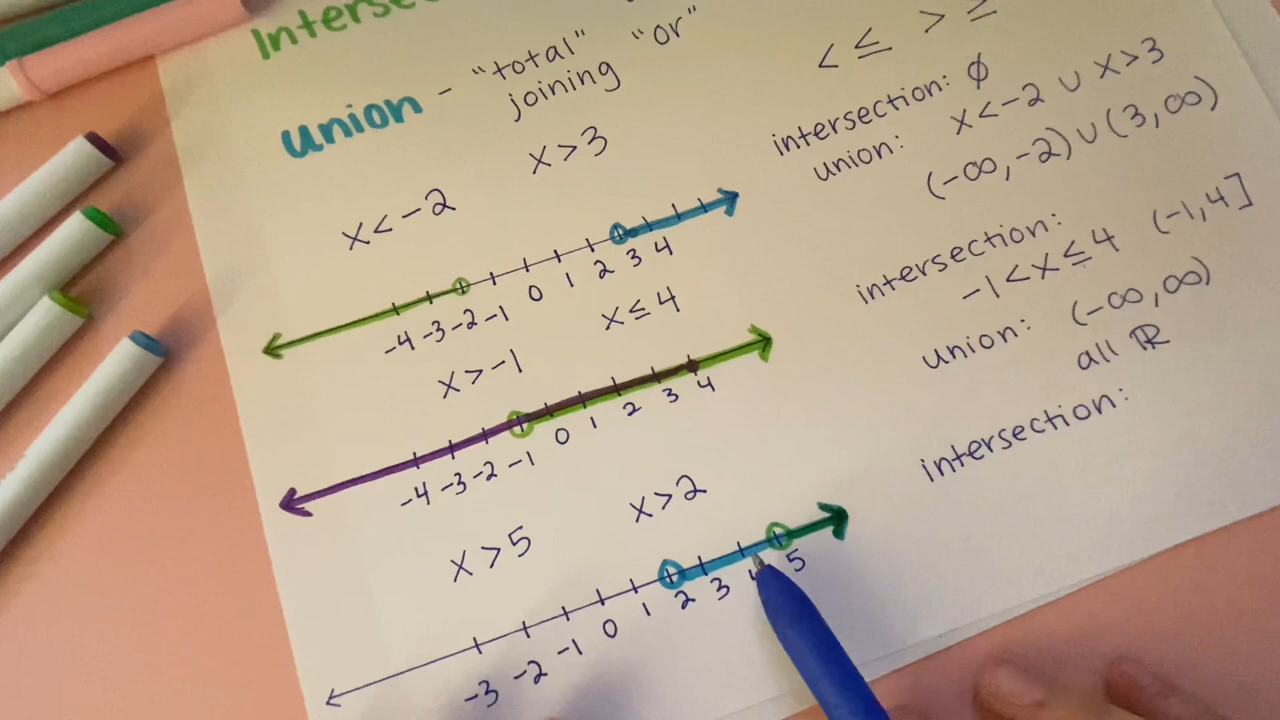 union - "total" "or"
joining
x < -2 x > 3
-4 -3 -2 -1 0 1 2 3 4
x > -1 x ≤ 4
-4 -3 -2 -1 0 1 2 3 4
x > 5 x > 2
-3 -2 -1 0 1 2 3 4 5
< ≤ > ≥
intersection: ∅
union: x < -2 ∪ x > 3
(-∞, -2) ∪ (3, ∞)
intersection:
-1 < x ≤ 4 (-1, 4]
union: (-∞, ∞)
all ℝ
intersection: